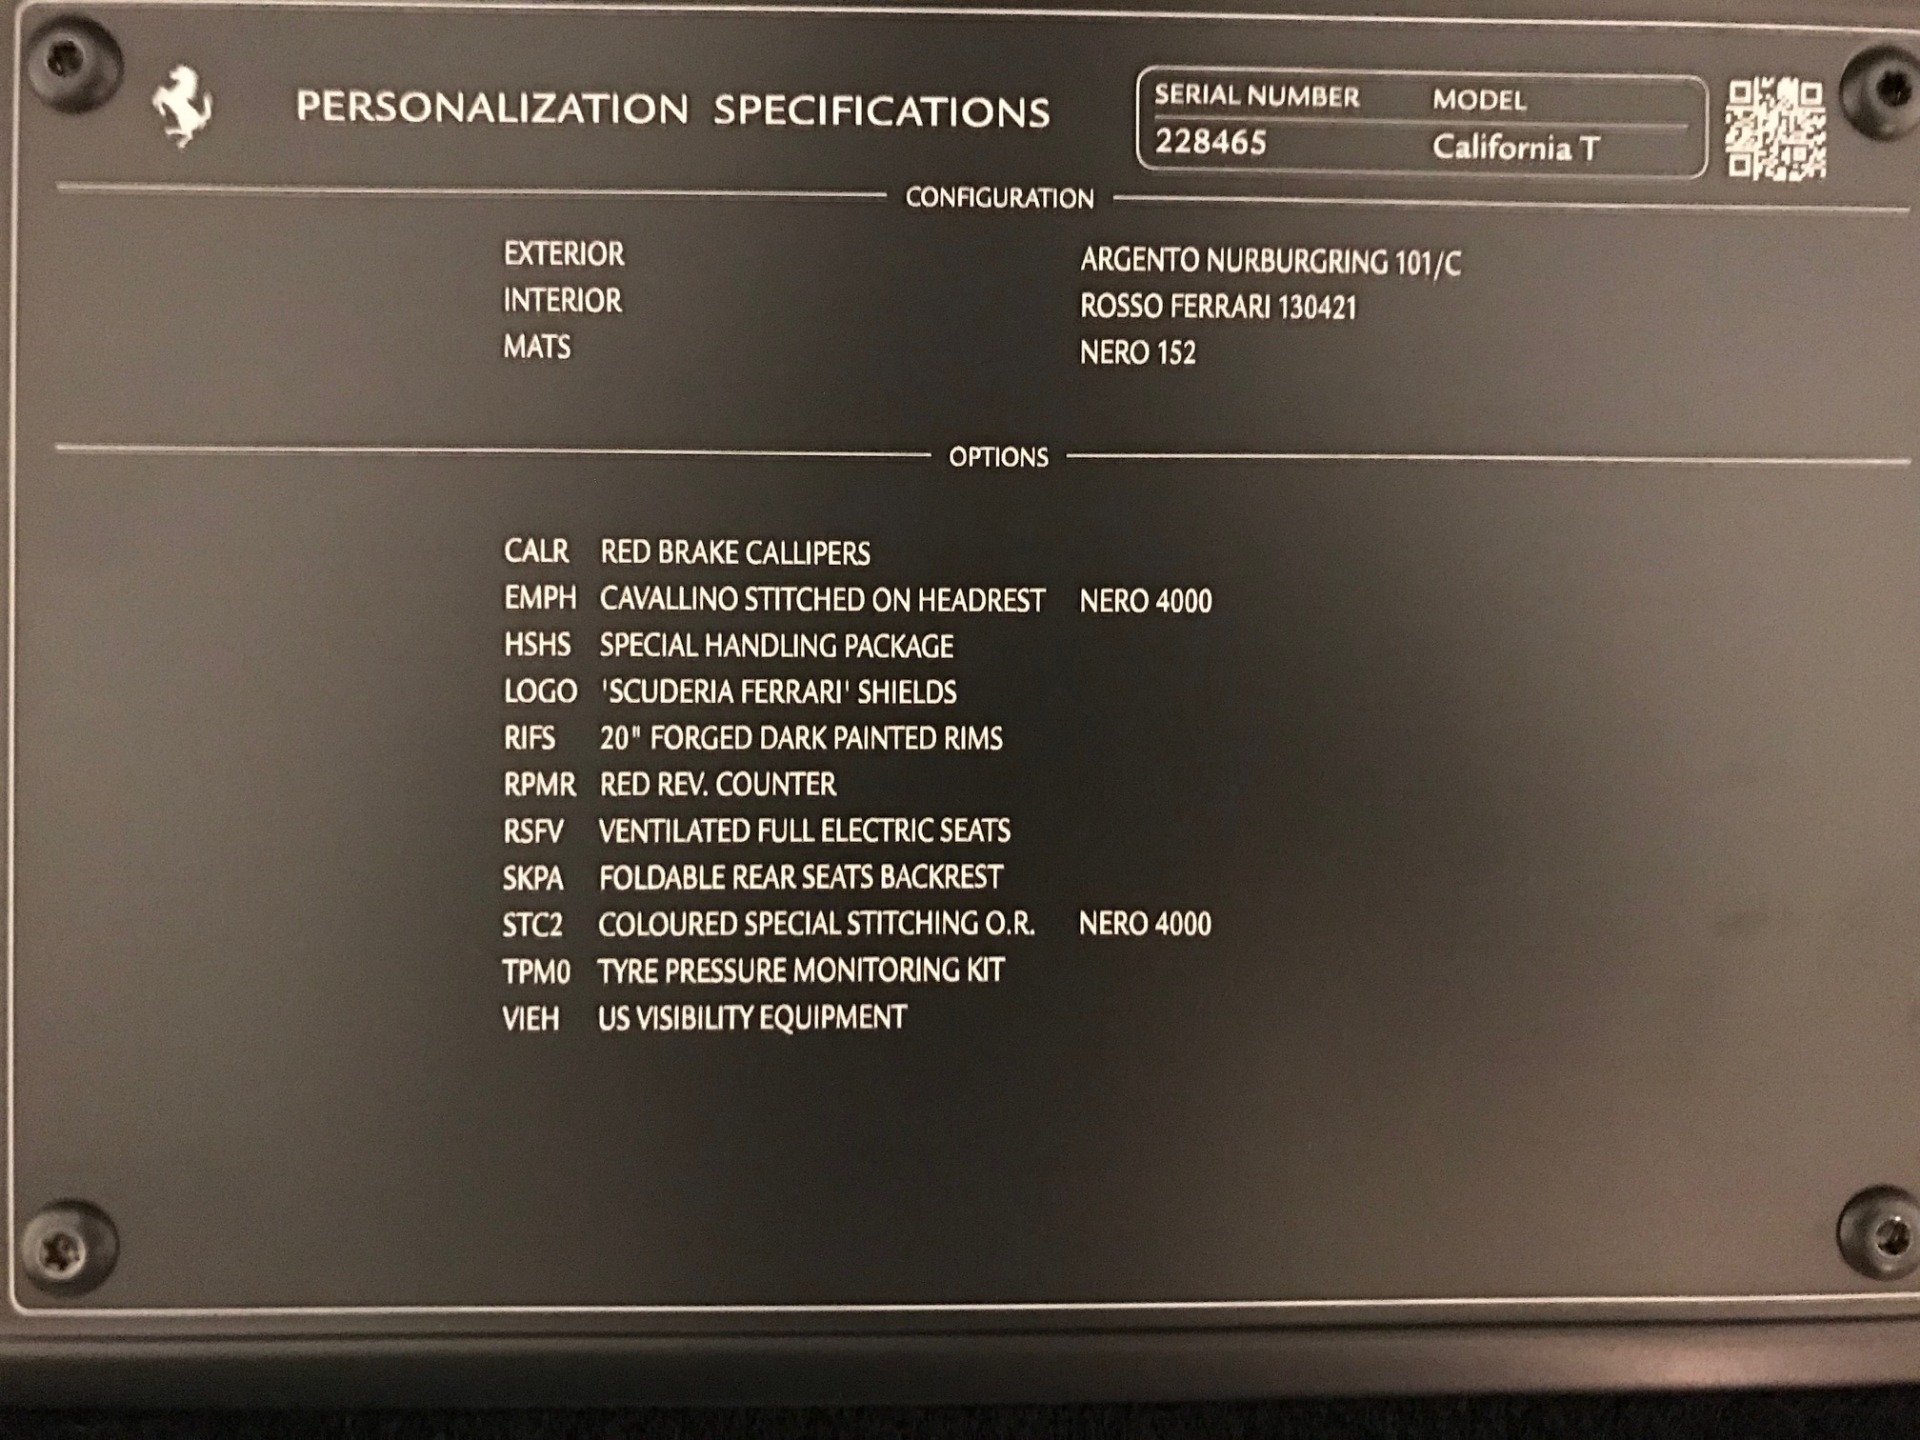 PERSONALIZATION SPECIFICATIONS
SERIAL NUMBER MODEL
228465 California T
CONFIGURATION
EXTERIOR ARGENTO NURBURGRING 101/C
INTERIOR ROSSO FERRARI 130421
MATS NERO 152
OPTIONS
CALR RED BRAKE CALLIPERS
EMPH CAVALLINO STITCHED ON HEADREST NERO 4000
HSHS SPECIAL HANDLING PACKAGE
LOGO 'SCUDERIA FERRARI' SHIELDS
RIFS 20" FORGED DARK PAINTED RIMS
RPMR RED REV. COUNTER
RSFV VENTILATED FULL ELECTRIC SEATS
SKPA FOLDABLE REAR SEATS BACKREST
STC2 COLOURED SPECIAL STITCHING O.R. NERO 4000
TPM0 TYRE PRESSURE MONITORING KIT
VIEH US VISIBILITY EQUIPMENT